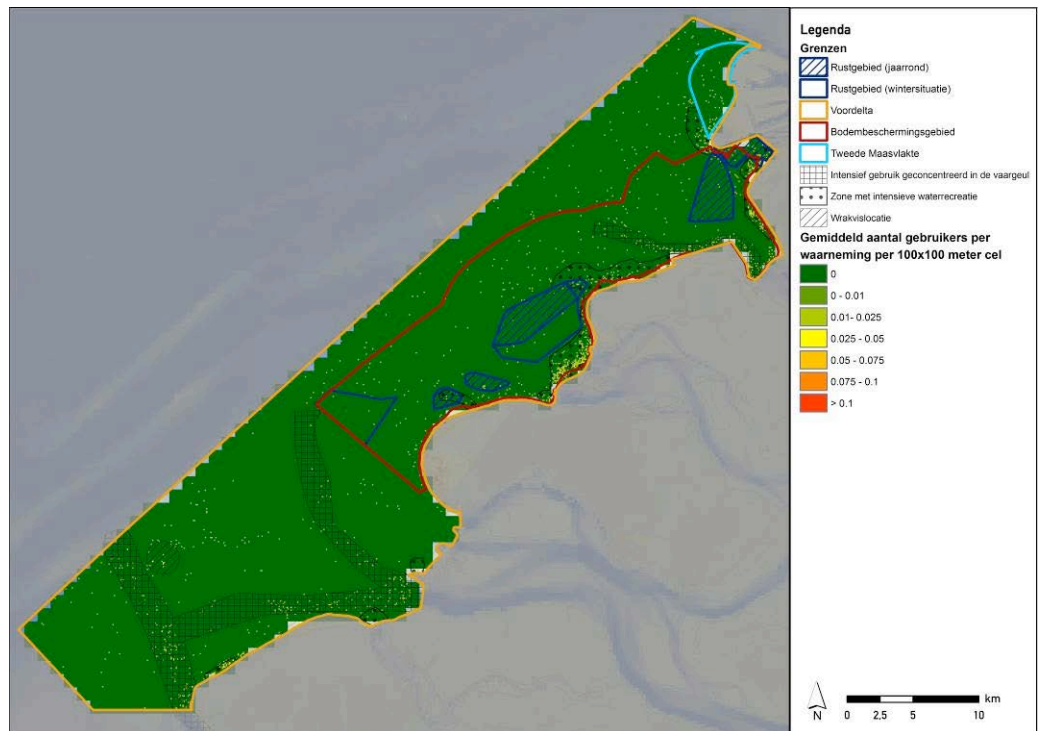 Legenda
Grenzen
Rustgebied (jaarrond)
Rustgebied (wintersituatie)
Voordelta
Bodembeschermingsgebied
Tweede Maasvlakte
Intensief gebruik geconcentreerd in de vaargeul
Zone met intensieve waterrecreatie
Wrakvislocatie
Gemiddeld aantal gebruikers per
waarneming per 100x100 meter cel
0
0 - 0.01
0.01- 0.025
0.025 - 0.05
0.05 - 0.075
0.075 - 0.1
> 0.1
N
km
0 2,5 5 10